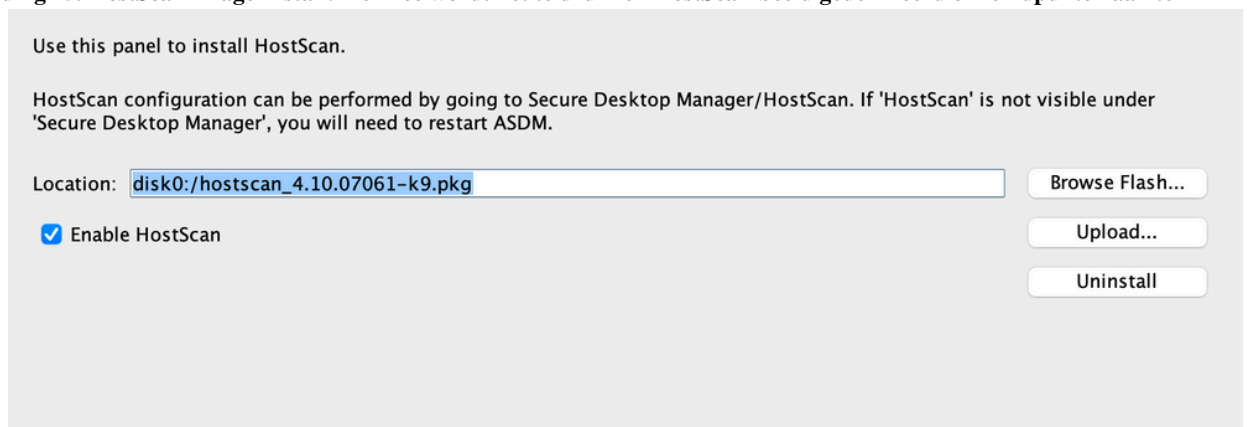 Use this panel to install HostScan.
HostScan configuration can be performed by going to Secure Desktop Manager/HostScan. If 'HostScan' is not visible under
'Secure Desktop Manager', you will need to restart ASDM.
Location: disk0:/hostscan_4.10.07061-k9.pkg Browse Flash...
Enable HostScan Upload...
Uninstall